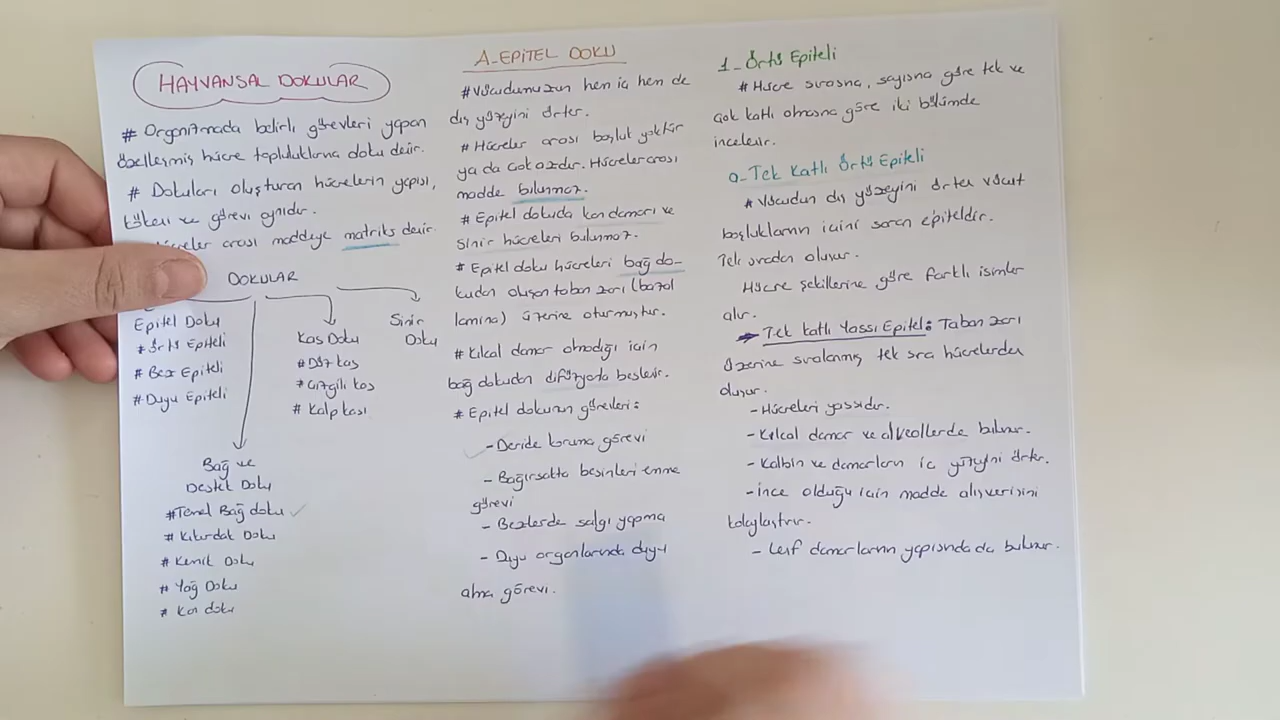 HAYVANSAL DOKULAR
# Organizmada belirli görevleri yapan
özelleşmiş hücre topluluklarına doku denir.
# Dokuları oluşturan hücrelerin yapısı,
kökeni ve görevi aynıdır.
hücreler arası maddeye matriks denir.
DOKULAR
Epitel Doku
# Örtü Epiteli
# Bez Epiteli
# Duyu Epiteli
Kas Doku
# Düz kas
# Çizgili kas
# Kalp kası
Sinir
Doku
Bağ ve
Destek Doku
# Temel Bağ doku
# Kıkırdak Doku
# Kemik Doku
# Yağ Doku
# Kan doku
A-EPİTEL DOKU
# Vücudumuzun hem iç hem de
dış yüzeyini örter.
# Hücreler arası boşluk yoktur
ya da çok azdır. Hücreler arası
madde bulunmaz.
# Epitel dokuda kan damarı ve
sinir hücreleri bulunmaz.
# Epitel doku hücreleri bağ do-
kudan oluşan taban zarı (bazal
lamina) üzerine oturmuştur.
# Kılcal damar olmadığı için
bağ dokudan difüzyonla beslenir.
# Epitel dokunun görevleri:
- Deride koruma görevi
- Bağırsakta besinleri emme
görevi
- Bezlerde salgı yapma
- Duyu organlarında duyu
alma görevi.
1- Örtü Epiteli
# Hücre sırasına, sayısına göre tek ve
çok katlı olmasına göre iki bölümde
incelenir.
a- Tek Katlı Örtü Epiteli
* Vücudun dış yüzeyini örten vücut
boşluklarının içini saran epiteldir.
Tek sıradan oluşur.
Hücre şekillerine göre farklı isimler
alır.
Tek katlı Yassı Epitel: Taban zarı
üzerine sıralanmış tek sıra hücrelerden
oluşur.
- Hücreleri yassıdır.
- Kılcal damar ve alveollerde bulunur.
- Kalbin ve damarların iç yüzeyini örter.
- İnce olduğu için madde alışverişini
kolaylaştırır.
- Lenf damarlarının yapısında da bulunur.